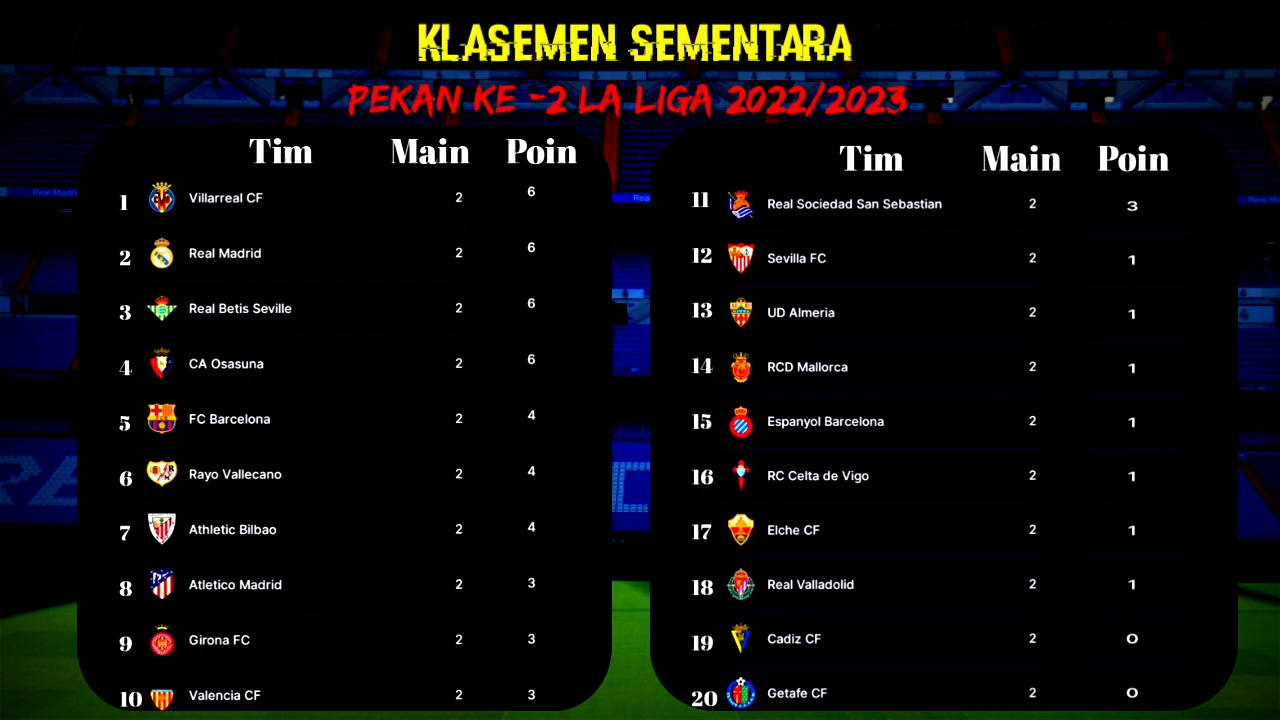 KLASEMEN SEMENTARA
PEKAN KE -2 LA LIGA 2022/2023
Tim Main Poin
1 Villarreal CF 2 6
2 Real Madrid 2 6
3 Real Betis Seville 2 6
4 CA Osasuna 2 6
5 FC Barcelona 2 4
6 Rayo Vallecano 2 4
7 Athletic Bilbao 2 4
8 Atletico Madrid 2 3
9 Girona FC 2 3
10 Valencia CF 2 3
Tim Main Poin
11 Real Sociedad San Sebastian 2 3
12 Sevilla FC 2 1
13 UD Almeria 2 1
14 RCD Mallorca 2 1
15 Espanyol Barcelona 2 1
16 RC Celta de Vigo 2 1
17 Elche CF 2 1
18 Real Valladolid 2 1
19 Cadiz CF 2 0
20 Getafe CF 2 0